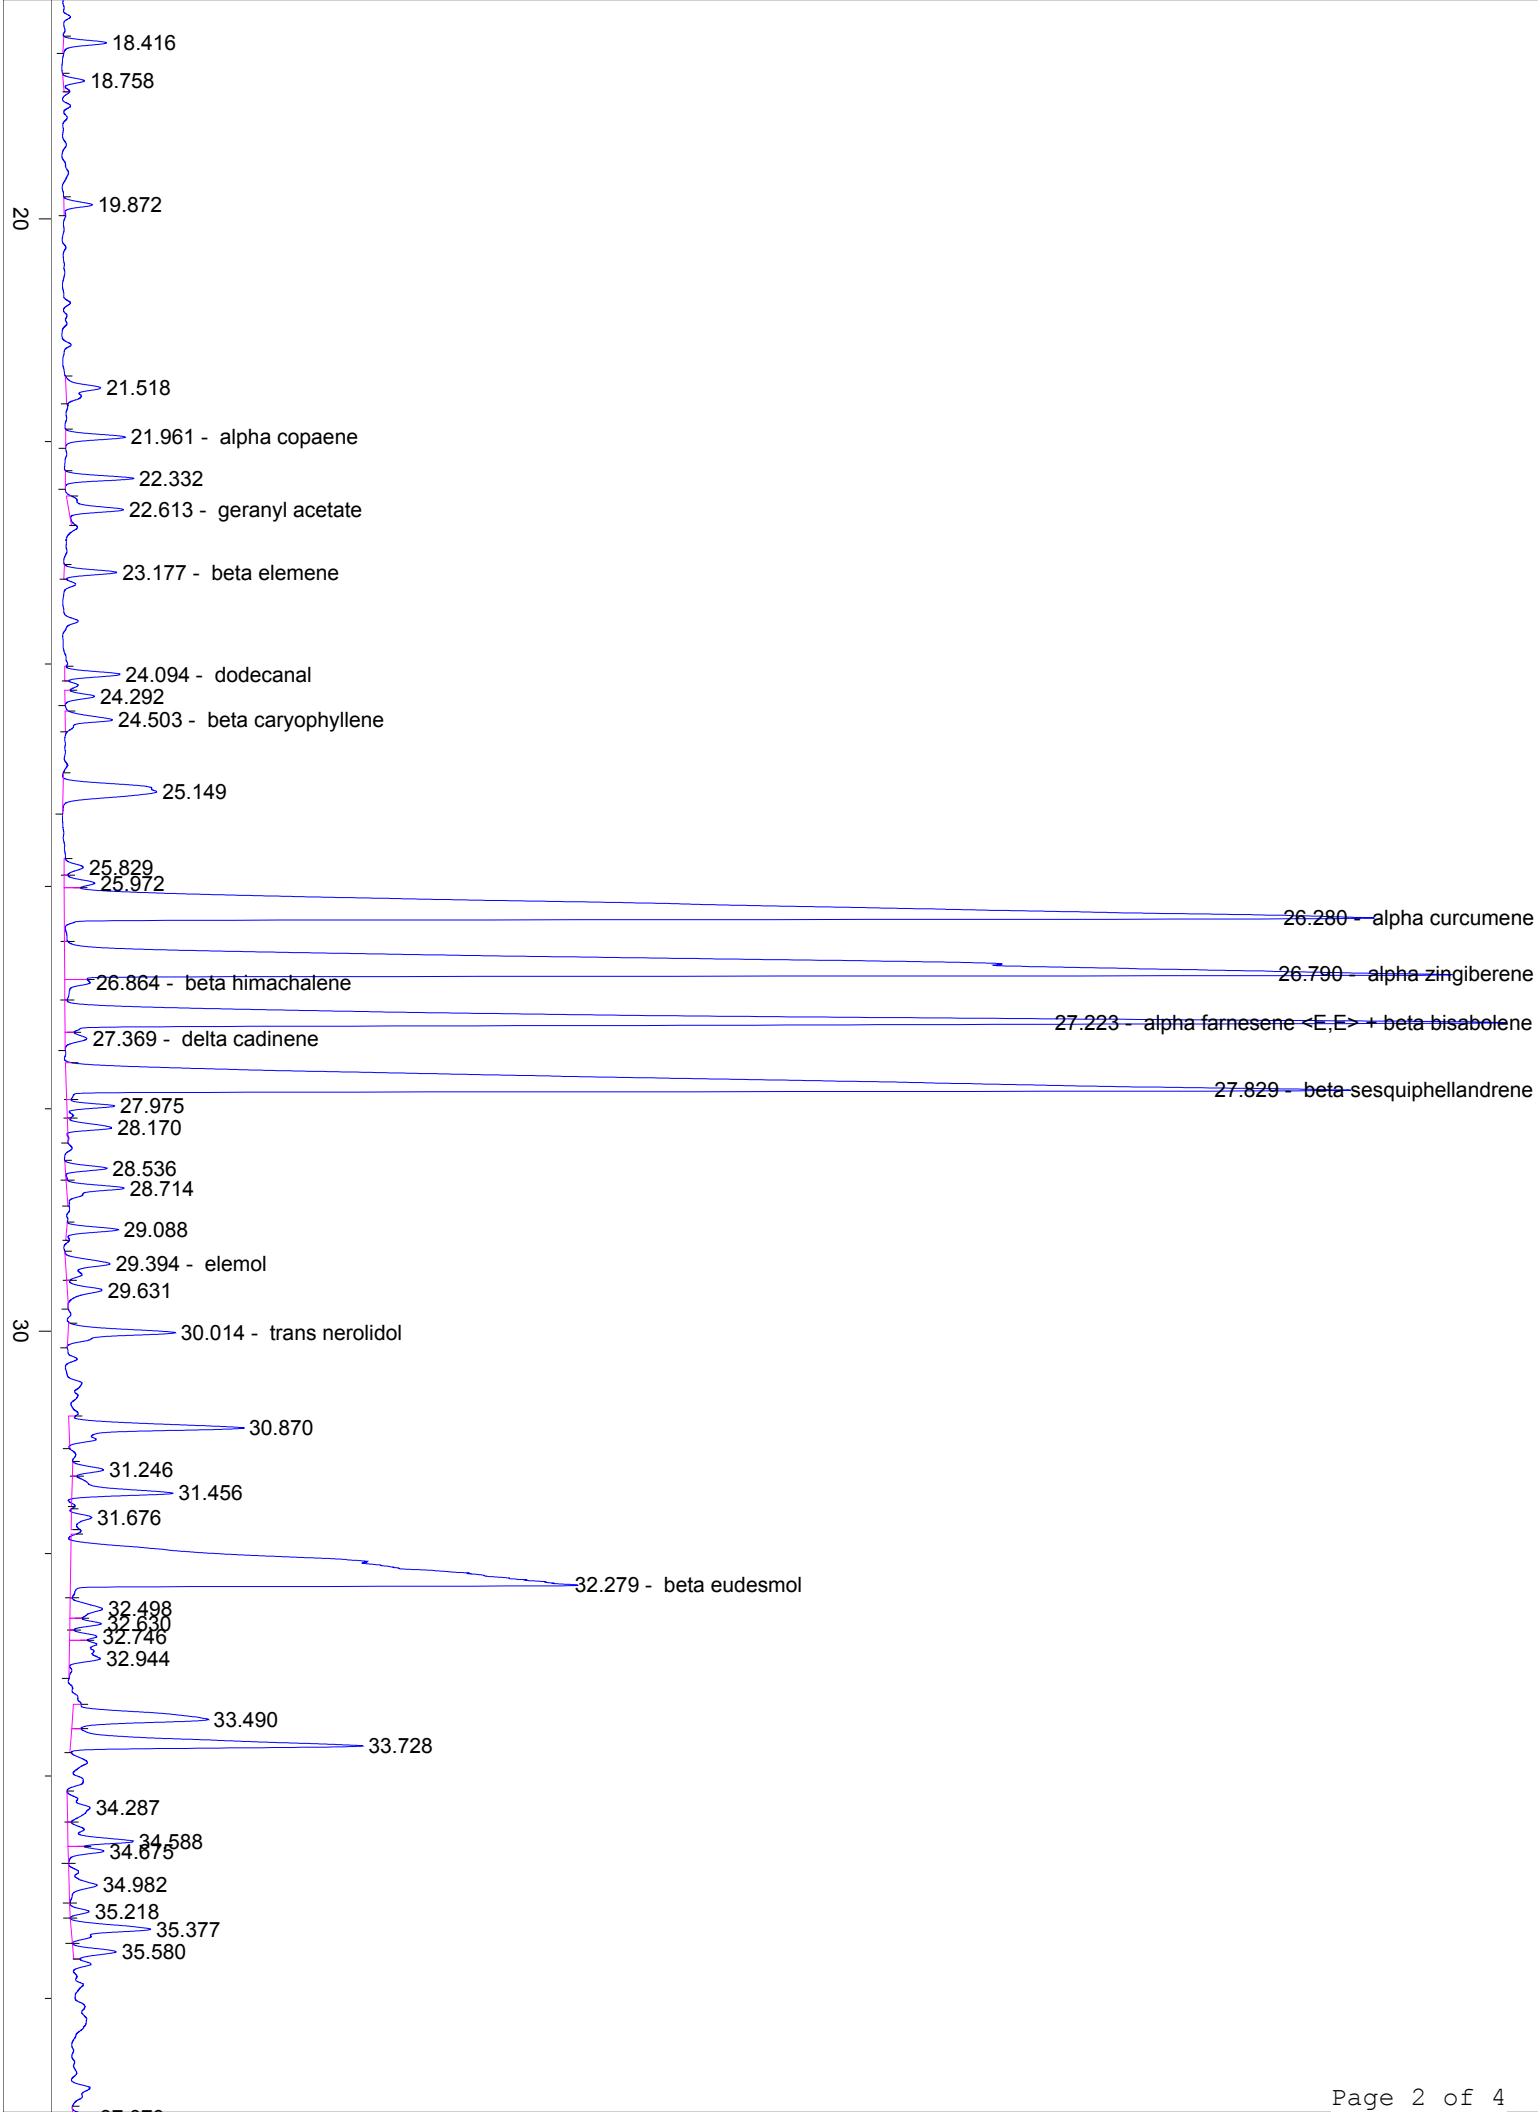 18.416
18.758
19.872
20
21.518
21.961 - alpha copaene
22.332
22.613 - geranyl acetate
23.177 - beta elemene
24.094 - dodecanal
24.292
24.503 - beta caryophyllene
25.149
25.829
25.972
26.280 - alpha curcumene
26.790 - alpha zingiberene
26.864 - beta himachalene
27.223 - alpha farnesene <E,E> + beta bisabolene
27.369 - delta cadinene
27.829 - beta sesquiphellandrene
27.975
28.170
28.536
28.714
29.088
29.394 - elemol
29.631
30
30.014 - trans nerolidol
30.870
31.246
31.456
31.676
32.279 - beta eudesmol
32.498
32.630
32.746
32.944
33.490
33.728
34.287
34.588
34.675
34.982
35.218
35.377
35.580
Page 2 of 4